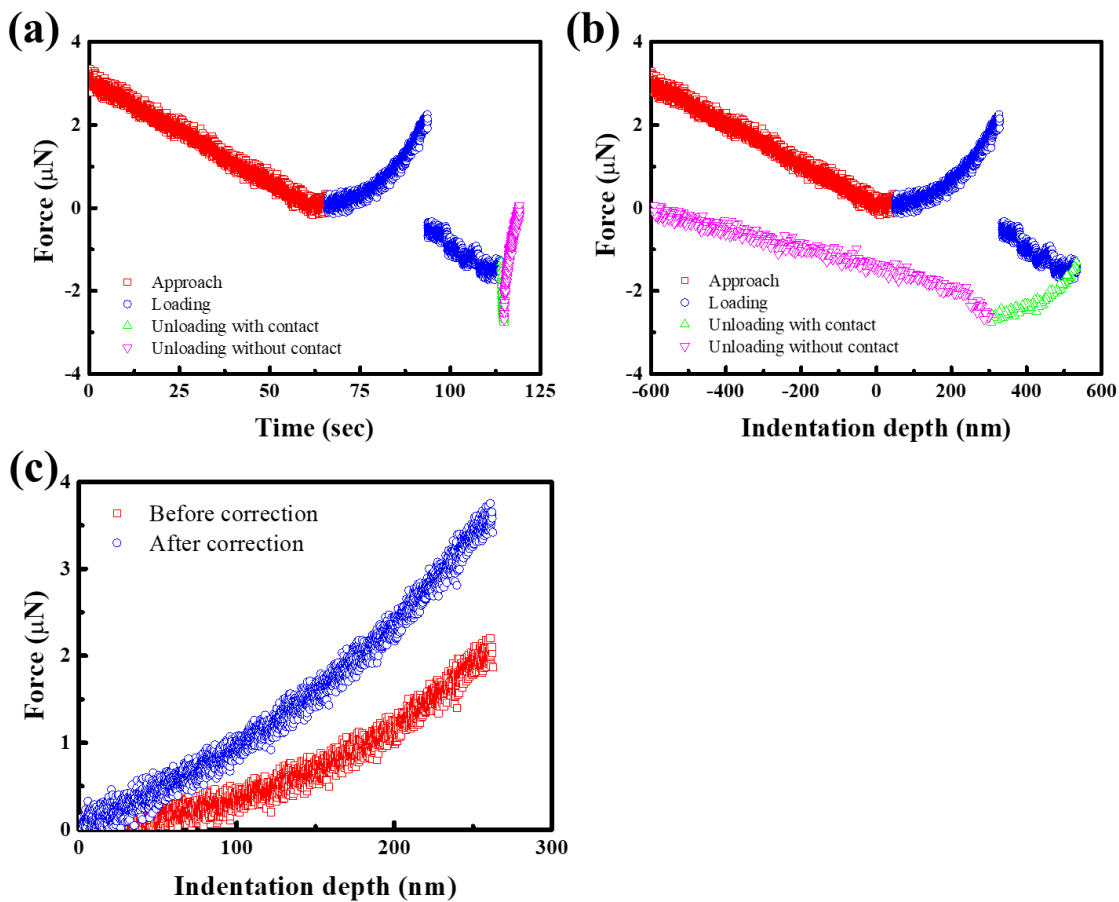 (a)
4
2
0
-2
-4
Force (μN)
Approach
Loading
Unloading with contact
Unloading without contact
0 25 50 75 100 125
Time (sec)
(b)
4
2
0
-2
-4
Force (μN)
Approach
Loading
Unloading with contact
Unloading without contact
-600 -400 -200 0 200 400 600
Indentation depth (nm)
(c)
4
3
2
1
0
Force (μN)
Before correction
After correction
0 100 200 300
Indentation depth (nm)